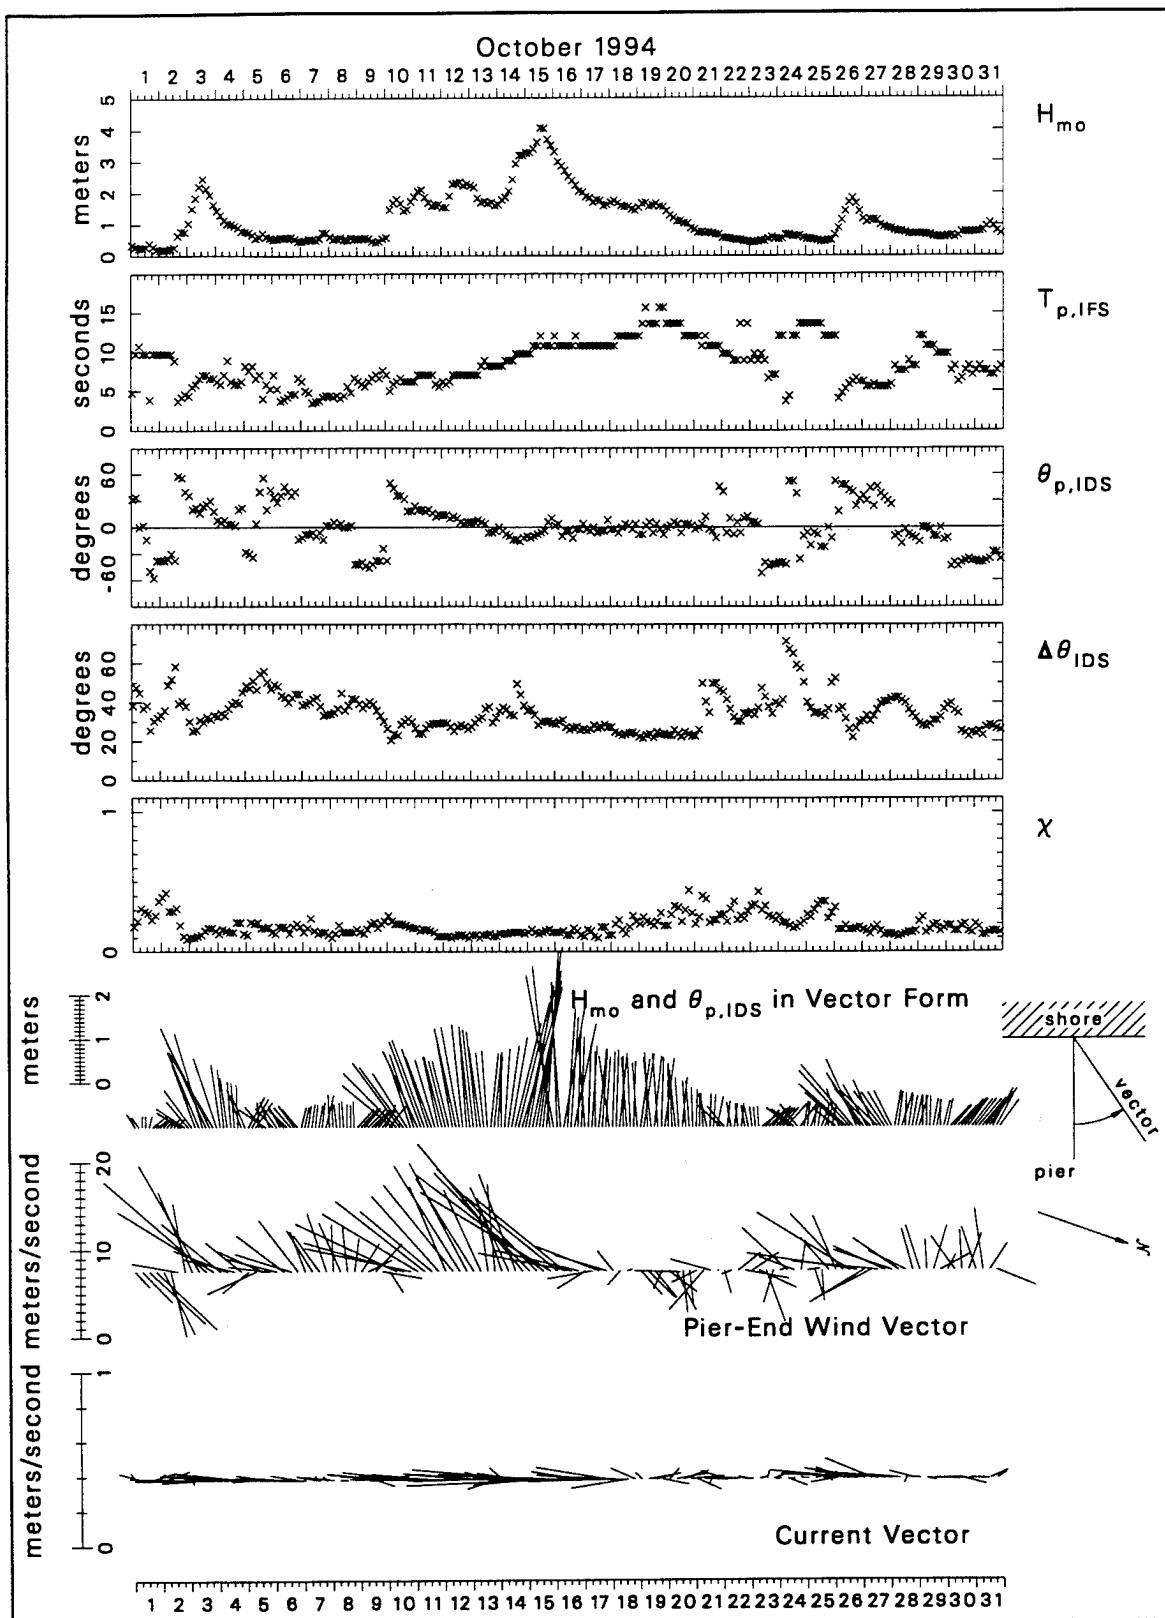 October 1994
1 2 3 4 5 6 7 8 9 10 11 12 13 14 15 16 17 18 19 20 21 22 23 24 25 26 27 28 29 30 31
5
4
3
2
1
0
meters
H mo
15
10
5
0
seconds
T p,IFS
60
0
-60
degrees
θ p,IDS
60
40
20
0
degrees
Δθ IDS
1
0
χ
2
1
0
meters
H mo and θ p,IDS in Vector Form
shore
vector
pier
N
20
10
0
meters/second
Pier-End Wind Vector
1
0
meters/second
Current Vector
1 2 3 4 5 6 7 8 9 10 11 12 13 14 15 16 17 18 19 20 21 22 23 24 25 26 27 28 29 30 31